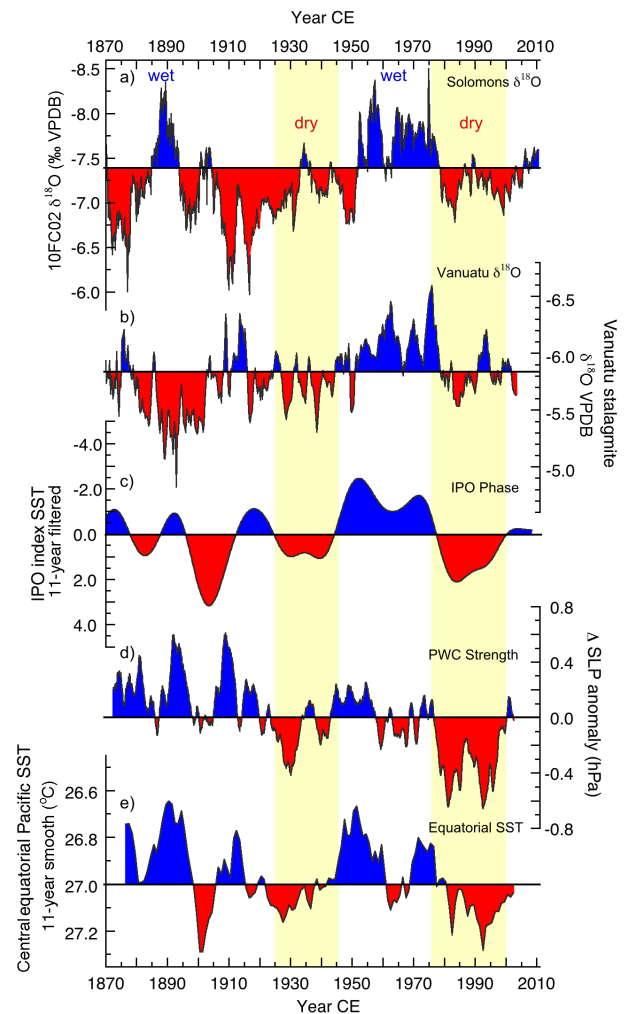 Year CE
1870 1890 1910 1930 1950 1970 1990 2010
a)
wet
wet
dry
dry
Solomons δ18O
-8.5
-8.0
-7.5
-7.0
-6.5
-6.0
10FC02 δ18O (‰ VPDB)
b)
Vanuatu δ18O
-6.5
-6.0
-5.5
-5.0
Vanuatu stalagmite
δ18O VPDB
c)
IPO Phase
-4.0
-2.0
0.0
2.0
4.0
IPO index SST
11-year filtered
d)
PWC Strength
0.8
0.4
0.0
-0.4
-0.8
Δ SLP anomaly (hPa)
e)
Equatorial SST
26.6
26.8
27.0
27.2
Central equatorial Pacific SST
11-year smooth (°C)
1870 1890 1910 1930 1950 1970 1990 2010
Year CE